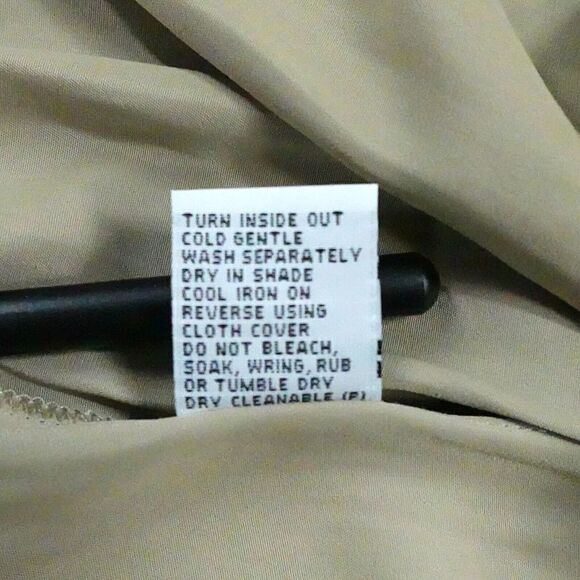 TURN INSIDE OUT
COLD GENTLE
WASH SEPARATELY
DRY IN SHADE
COOL IRON ON
REVERSE USING
CLOTH COVER
DO NOT BLEACH,
SOAK, WRING, RUB
OR TUMBLE DRY
DRY CLEANABLE (P)